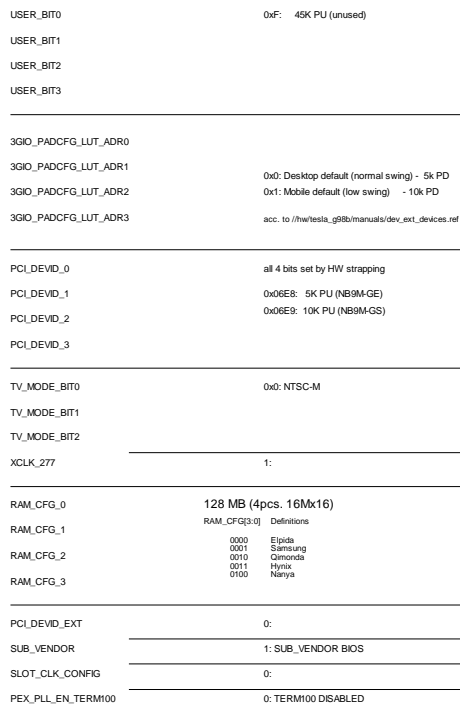 USER_BIT0 0xF: 45K PU (unused)
USER_BIT1
USER_BIT2
USER_BIT3
3GIO_PADCFG_LUT_ADR0
3GIO_PADCFG_LUT_ADR1
0x0: Desktop default (normal swing) - 5k PD
3GIO_PADCFG_LUT_ADR2 0x1: Mobile default (low swing) - 10k PD
3GIO_PADCFG_LUT_ADR3 acc. to //hw/tesla_g98b/manuals/dev_ext_devices.ref
PCI_DEVID_0 all 4 bits set by HW strapping
PCI_DEVID_1 0x06E8: 5K PU (NB9M-GE)
PCI_DEVID_2 0x06E9: 10K PU (NB9M-GS)
PCI_DEVID_3
TV_MODE_BIT0 0x0: NTSC-M
TV_MODE_BIT1
TV_MODE_BIT2
XCLK_277 1:
RAM_CFG_0 128 MB (4pcs. 16Mx16)
RAM_CFG[3:0] Definitions
RAM_CFG_1
0000 Elpida
0001 Samsung
RAM_CFG_2 0010 Qimonda
0011 Hynix
0100 Nanya
RAM_CFG_3
PCI_DEVID_EXT 0:
SUB_VENDOR 1: SUB_VENDOR BIOS
SLOT_CLK_CONFIG 0:
PEX_PLL_EN_TERM100 0: TERM100 DISABLED